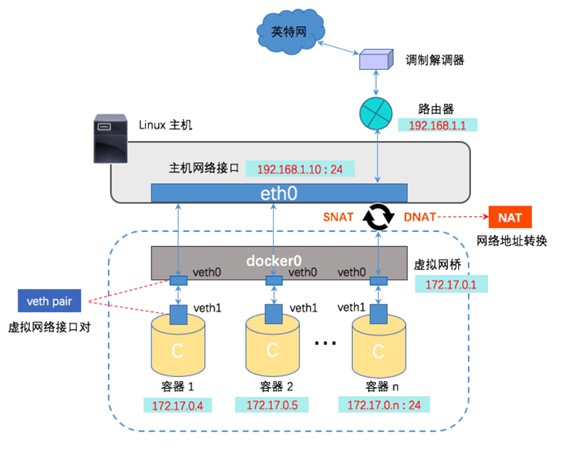 英特网
调制解调器
路由器
192.168.1.1
Linux 主机
主机网络接口 192.168.1.10 : 24
eth0
SNAT DNAT NAT
网络地址转换
docker0
虚拟网桥
172.17.0.1
veth0 veth0 veth0
veth pair
虚拟网络接口对
veth1 veth1 veth1
C C ... C
容器 1 容器 2 容器 n
172.17.0.4 172.17.0.5 172.17.0.n : 24